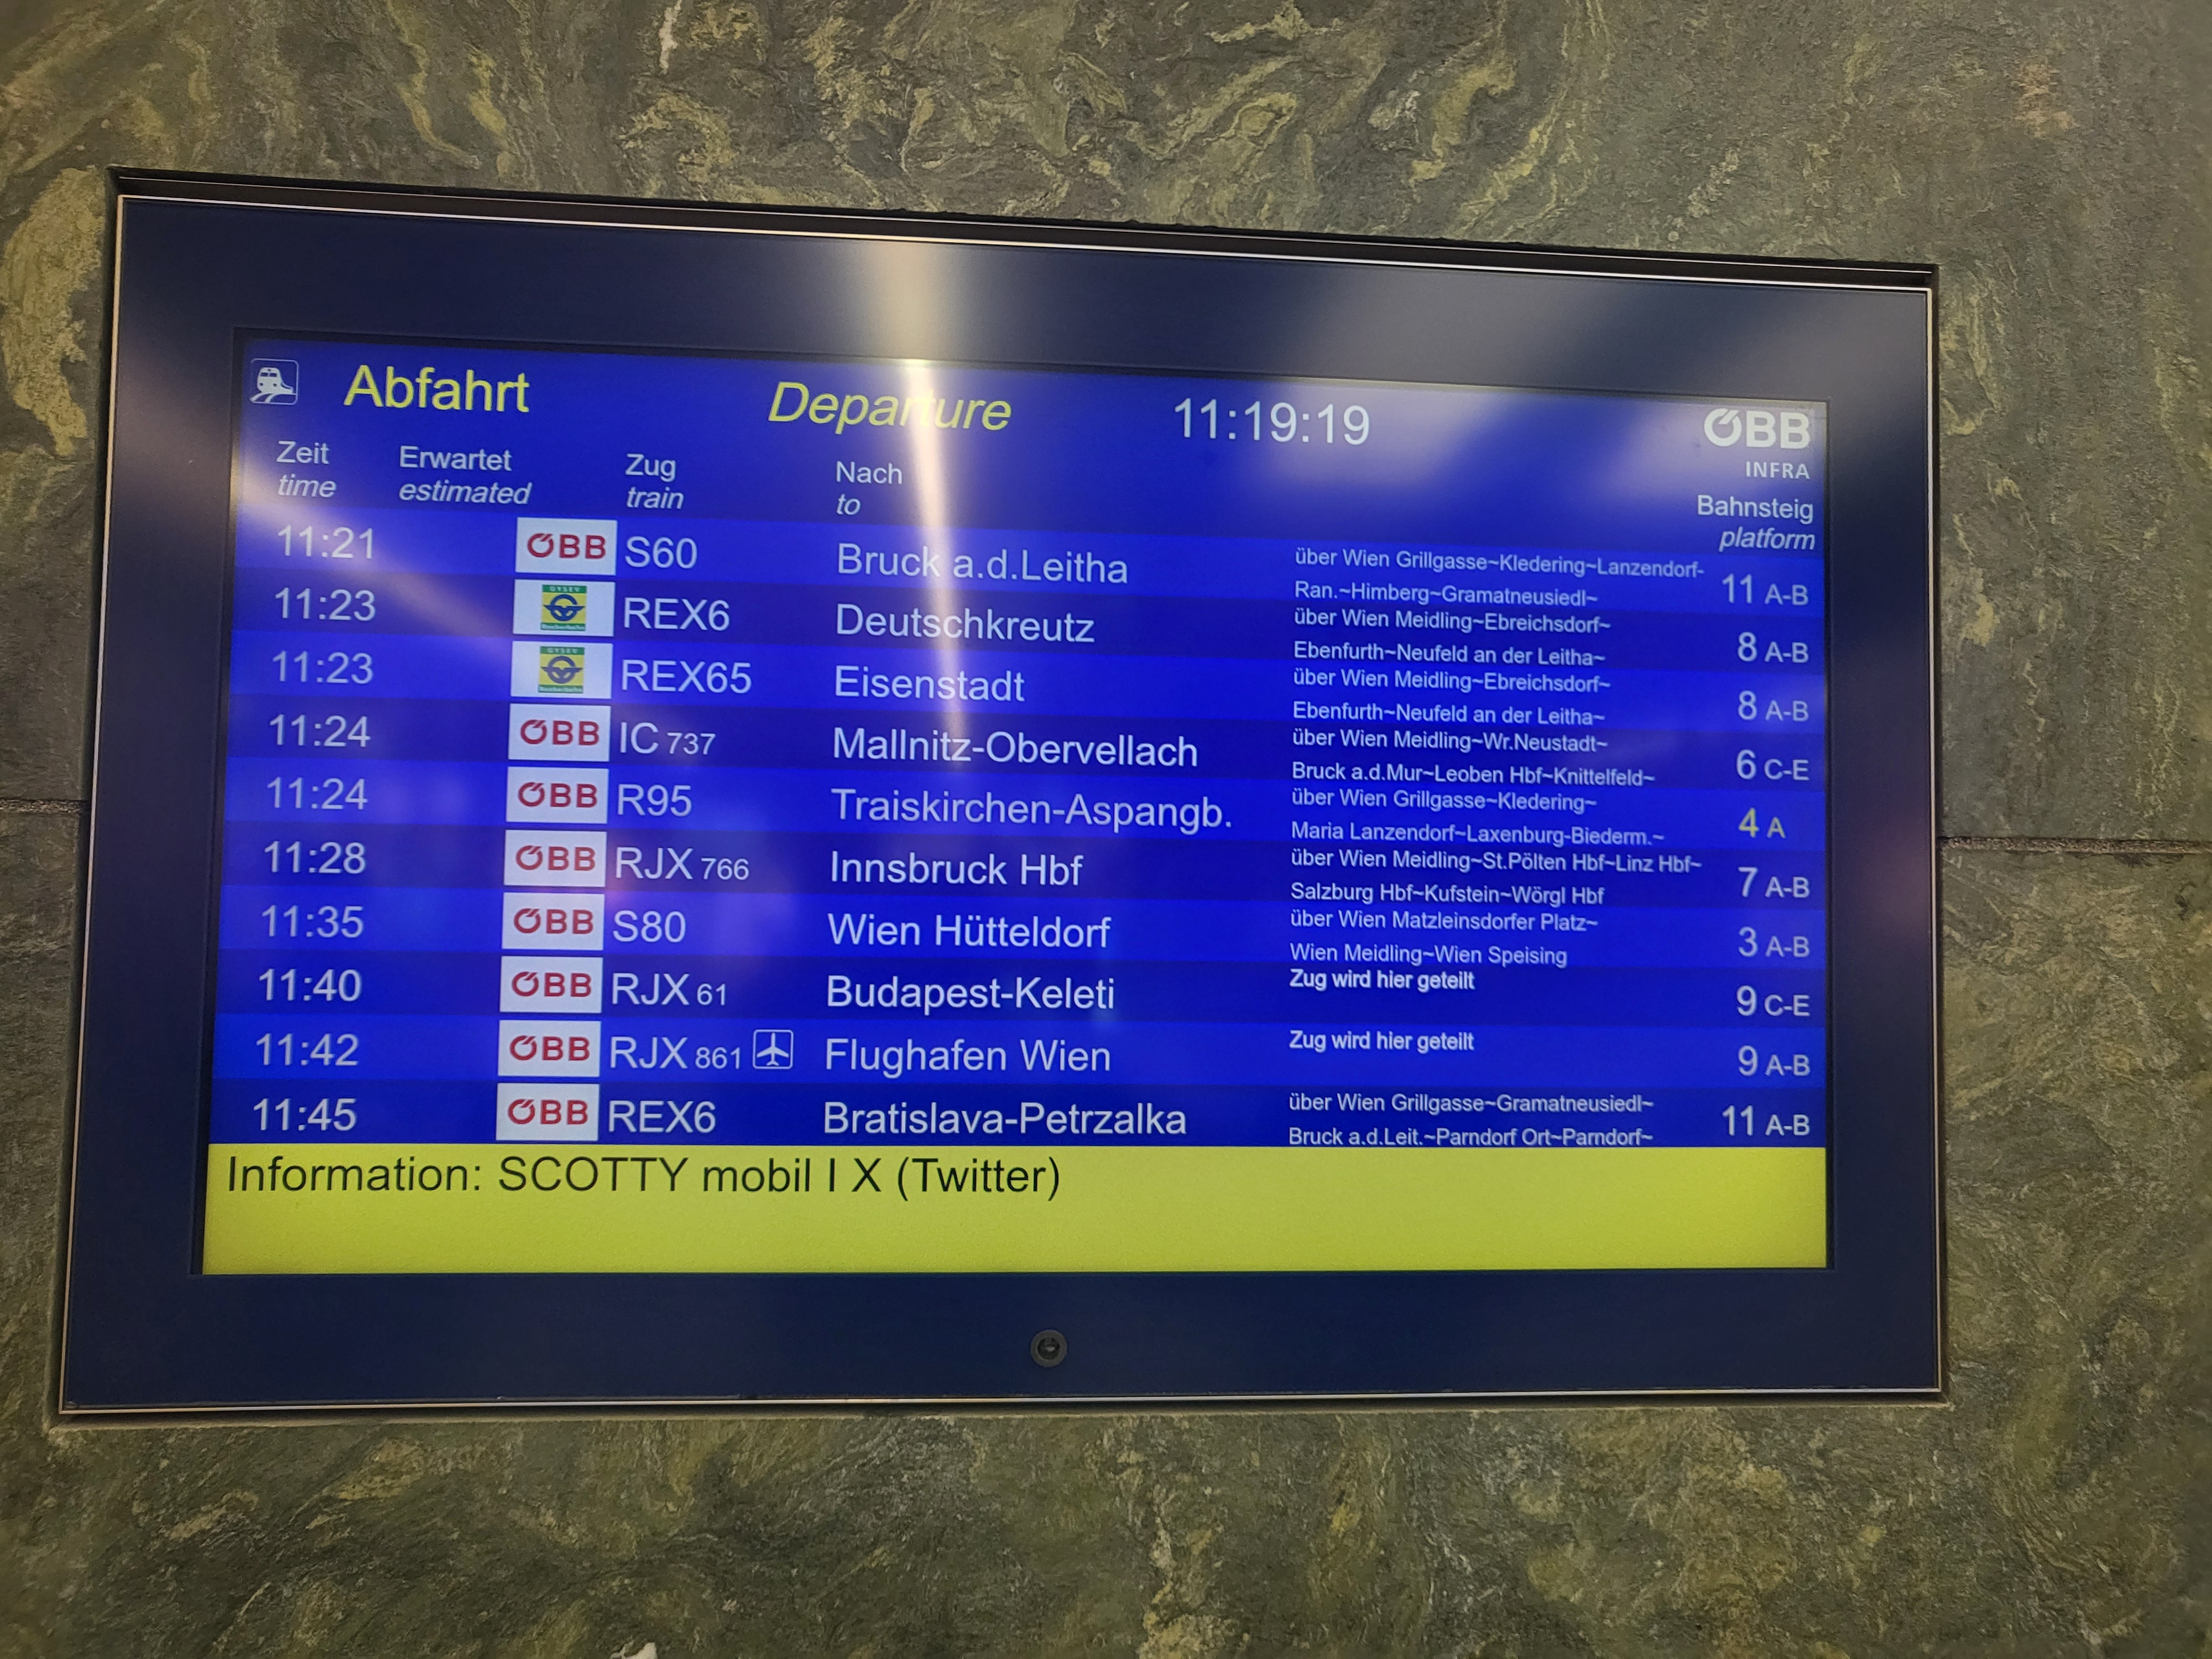 Abfahrt Departure 11:19:19 ÖBB
INFRA
Zeit Erwartet Zug Nach Bahnsteig
time estimated train to platform
11:21 ÖBB S60 Bruck a.d.Leitha über Wien Grillgasse~Kledering~Lanzendorf- 11 A-B
Ran.~Himberg~Gramatneusiedl~
11:23 GYSEV REX6 Deutschkreutz über Wien Meidling~Ebreichsdorf~ 8 A-B
Ebenfurth~Neufeld an der Leitha~
11:23 GYSEV REX65 Eisenstadt über Wien Meidling~Ebreichsdorf~ 8 A-B
Ebenfurth~Neufeld an der Leitha~
11:24 ÖBB IC 737 Mallnitz-Obervellach über Wien Meidling~Wr.Neustadt~ 6 C-E
Bruck a.d.Mur~Leoben Hbf~Knittelfeld~
11:24 ÖBB R95 Traiskirchen-Aspangb. über Wien Grillgasse~Kledering~ 4 A
Maria Lanzendorf~Laxenburg-Biederm.~
11:28 ÖBB RJX 766 Innsbruck Hbf über Wien Meidling~St.Pölten Hbf~Linz Hbf~ 7 A-B
Salzburg Hbf~Kufstein~Wörgl Hbf
11:35 ÖBB S80 Wien Hütteldorf über Wien Matzleinsdorfer Platz~ 3 A-B
Wien Meidling~Wien Speising
11:40 ÖBB RJX 61 Budapest-Keleti Zug wird hier geteilt 9 C-E
11:42 ÖBB RJX 861 Flughafen Wien Zug wird hier geteilt 9 A-B
11:45 ÖBB REX6 Bratislava-Petrzalka über Wien Grillgasse~Gramatneusiedl~ 11 A-B
Bruck a.d.Leit.~Parndorf Ort~Parndorf~
Information: SCOTTY mobil I X (Twitter)